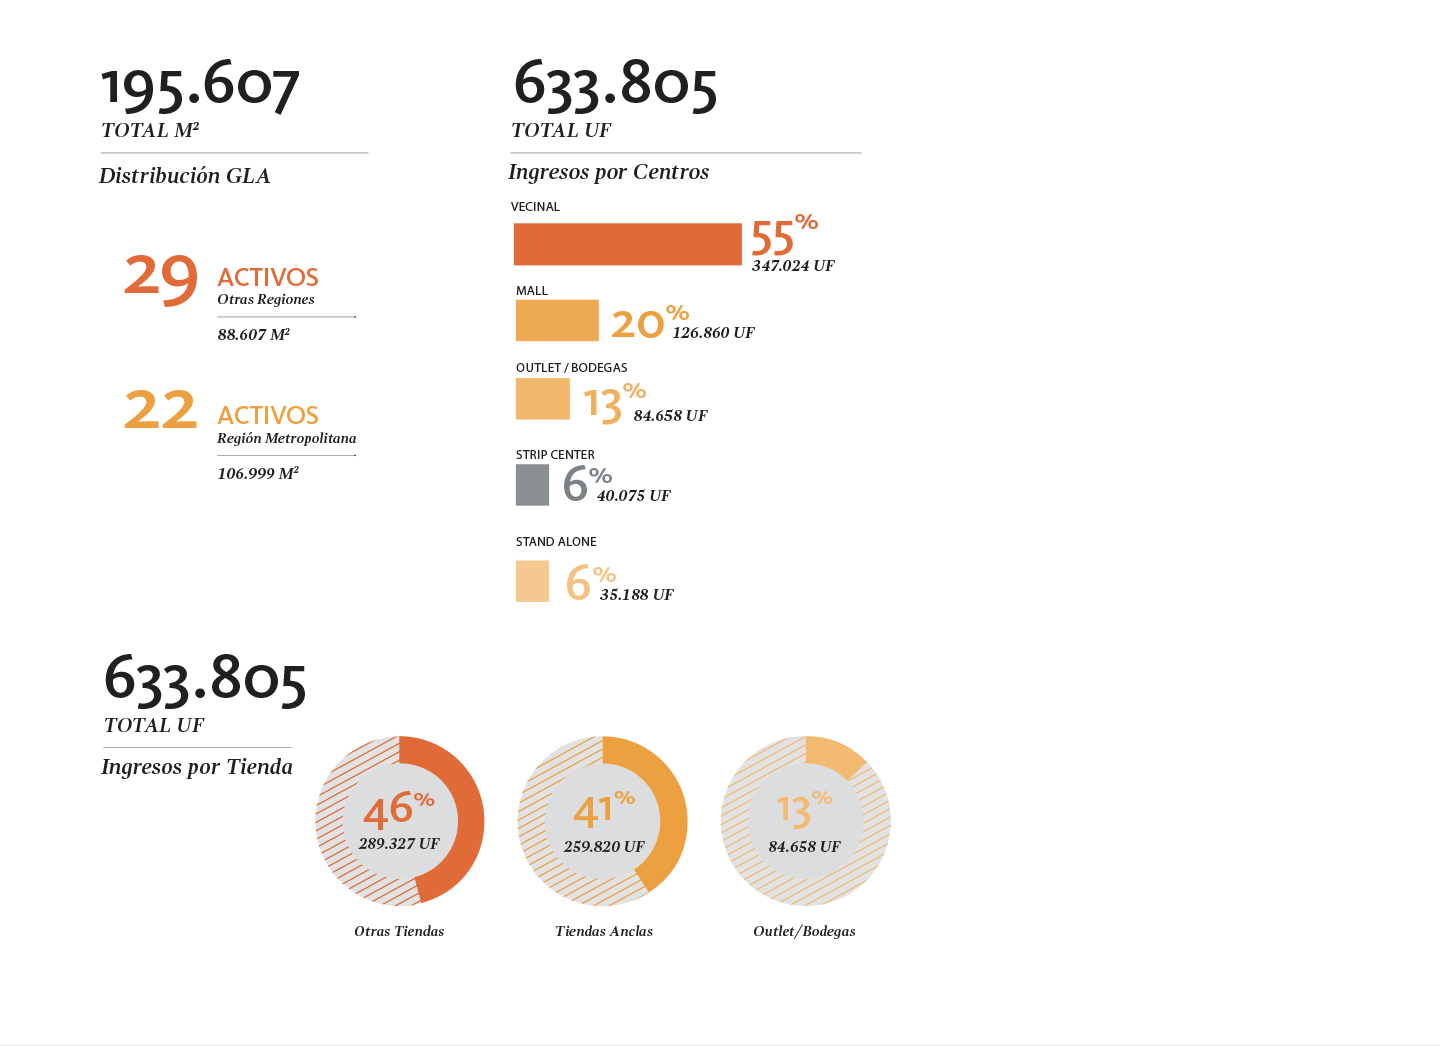 195.607
TOTAL M²
Distribución GLA
29 ACTIVOS
Otras Regiones
88.607 M²
22 ACTIVOS
Región Metropolitana
106.999 M²
633.805
TOTAL UF
Ingresos por Centros
VECINAL
55%
347.024 UF
MALL
20%
126.860 UF
OUTLET / BODEGAS
13%
84.658 UF
STRIP CENTER
6%
40.075 UF
STAND ALONE
6%
35.188 UF
633.805
TOTAL UF
Ingresos por Tienda
46%
289.327 UF
Otras Tiendas
41%
259.820 UF
Tiendas Anclas
13%
84.658 UF
Outlet/Bodegas